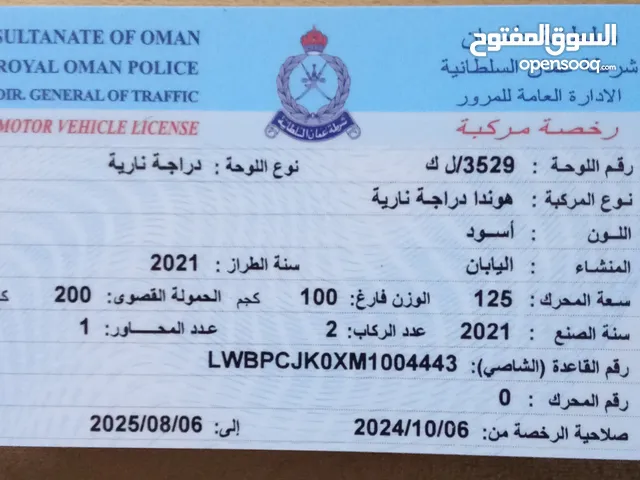 SULTANATE OF OMAN
ROYAL OMAN POLICE
DIR. GENERAL OF TRAFFIC
MOTOR VEHICLE LICENSE
شرطة عمان السلطانية
السوق المفتوح
opensooq.com
السلطانية
الادارة العامة للمرور
رخصة مركبة
رقم اللوحة : 3529/ل ك نوع اللوحة : دراجة نارية
نوع المركبة : هوندا دراجة نارية
اللون : أسود
المنشاء : اليابان سنة الطراز : 2021
سعة المحرك : 125 الوزن فارغ: 100 كجم الحمولة القصوى: 200
سنة الصنع : 2021 عدد الركاب: 2 عدد المحاور: 1
رقم القاعدة (الشاصي): LWBPCJK0XM1004443
رقم المحرك : 0
صلاحية الرخصة من: 2024/10/06 إلى: 2025/08/06